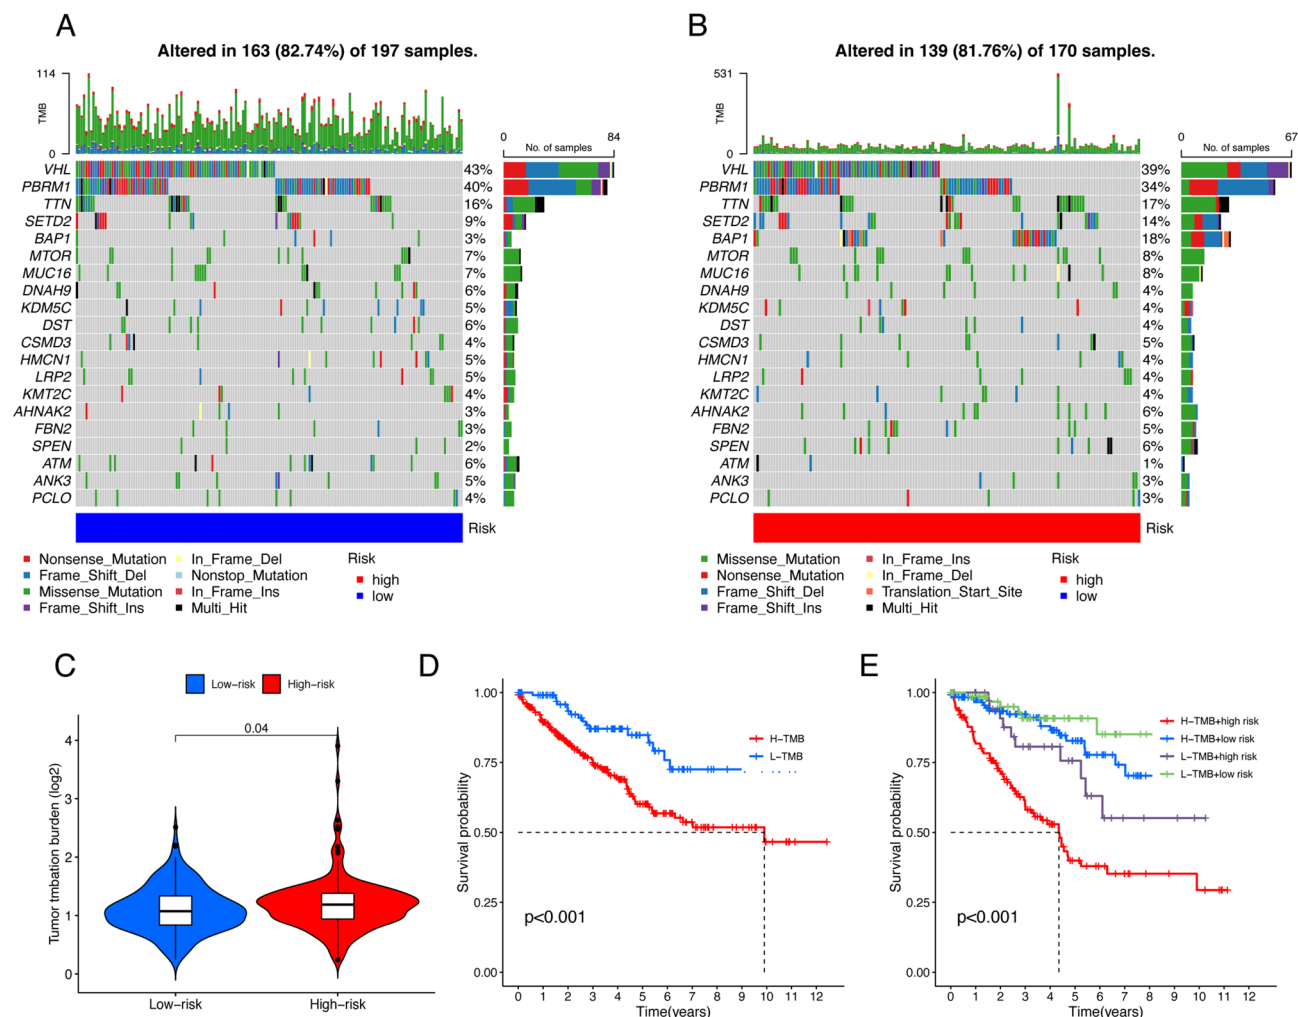 A
Altered in 163 (82.74%) of 197 samples.
114
TMB
0
0 84
No. of samples
VHL 43%
PBRM1 40%
TTN 16%
SETD2 9%
BAP1 3%
MTOR 7%
MUC16 7%
DNAH9 6%
KDM5C 5%
DST 6%
CSMD3 4%
HMCN1 5%
LRP2 5%
KMT2C 4%
AHNAK2 3%
FBN2 3%
SPEN 2%
ATM 6%
ANK3 5%
PCLO 4%
Risk
Nonsense_Mutation In_Frame_Del Risk
Frame_Shift_Del Nonstop_Mutation high
Missense_Mutation In_Frame_Ins low
Frame_Shift_Ins Multi_Hit
B
Altered in 139 (81.76%) of 170 samples.
531
TMB
0
0 67
No. of samples
VHL 39%
PBRM1 34%
TTN 17%
SETD2 14%
BAP1 18%
MTOR 8%
MUC16 8%
DNAH9 4%
KDM5C 4%
DST 4%
CSMD3 5%
HMCN1 4%
LRP2 4%
KMT2C 4%
AHNAK2 6%
FBN2 5%
SPEN 6%
ATM 1%
ANK3 3%
PCLO 3%
Risk
Missense_Mutation In_Frame_Ins Risk
Nonsense_Mutation In_Frame_Del high
Frame_Shift_Del Translation_Start_Site low
Frame_Shift_Ins Multi_Hit
C
Low-risk High-risk
0.04
4
3
2
1
0
Tumor tmbation burden (log2)
Low-risk High-risk
D
1.00
0.75
0.50
0.25
0.00
Survival probability
H-TMB
L-TMB
p<0.001
0 1 2 3 4 5 6 7 8 9 10 11 12
Time(years)
E
1.00
0.75
0.50
0.25
0.00
Survival probability
H-TMB+high risk
H-TMB+low risk
L-TMB+high risk
L-TMB+low risk
p<0.001
0 1 2 3 4 5 6 7 8 9 10 11 12
Time(years)